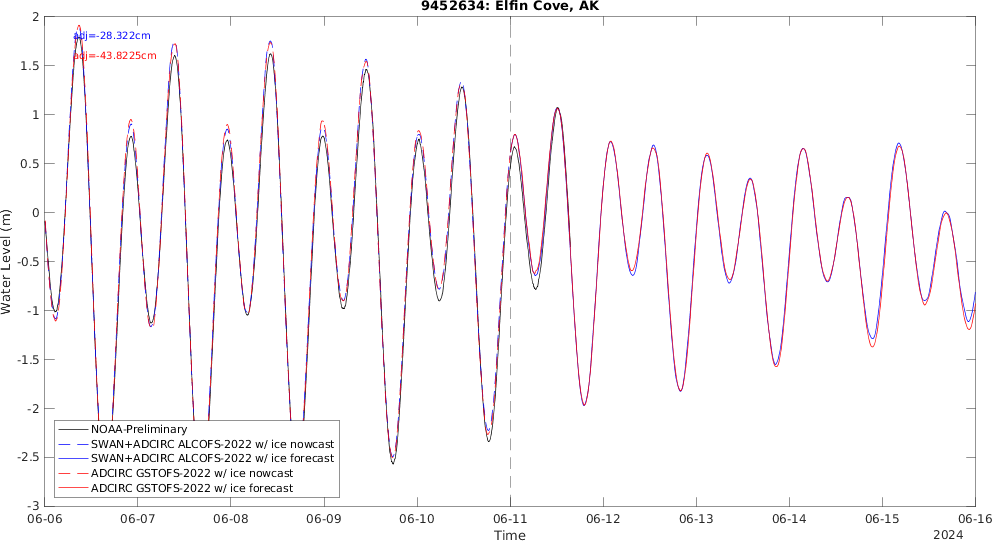 9452634: Elfin Cove, AK
adj=-28.322cm
adj=-43.8225cm
Water Level (m)
2
1.5
1
0.5
0
-0.5
-1
-1.5
-2
-2.5
-3
NOAA-Preliminary
SWAN+ADCIRC ALCOFS-2022 w/ ice nowcast
SWAN+ADCIRC ALCOFS-2022 w/ ice forecast
ADCIRC GSTOFS-2022 w/ ice nowcast
ADCIRC GSTOFS-2022 w/ ice forecast
06-06 06-07 06-08 06-09 06-10 06-11 06-12 06-13 06-14 06-15 06-16
Time
2024